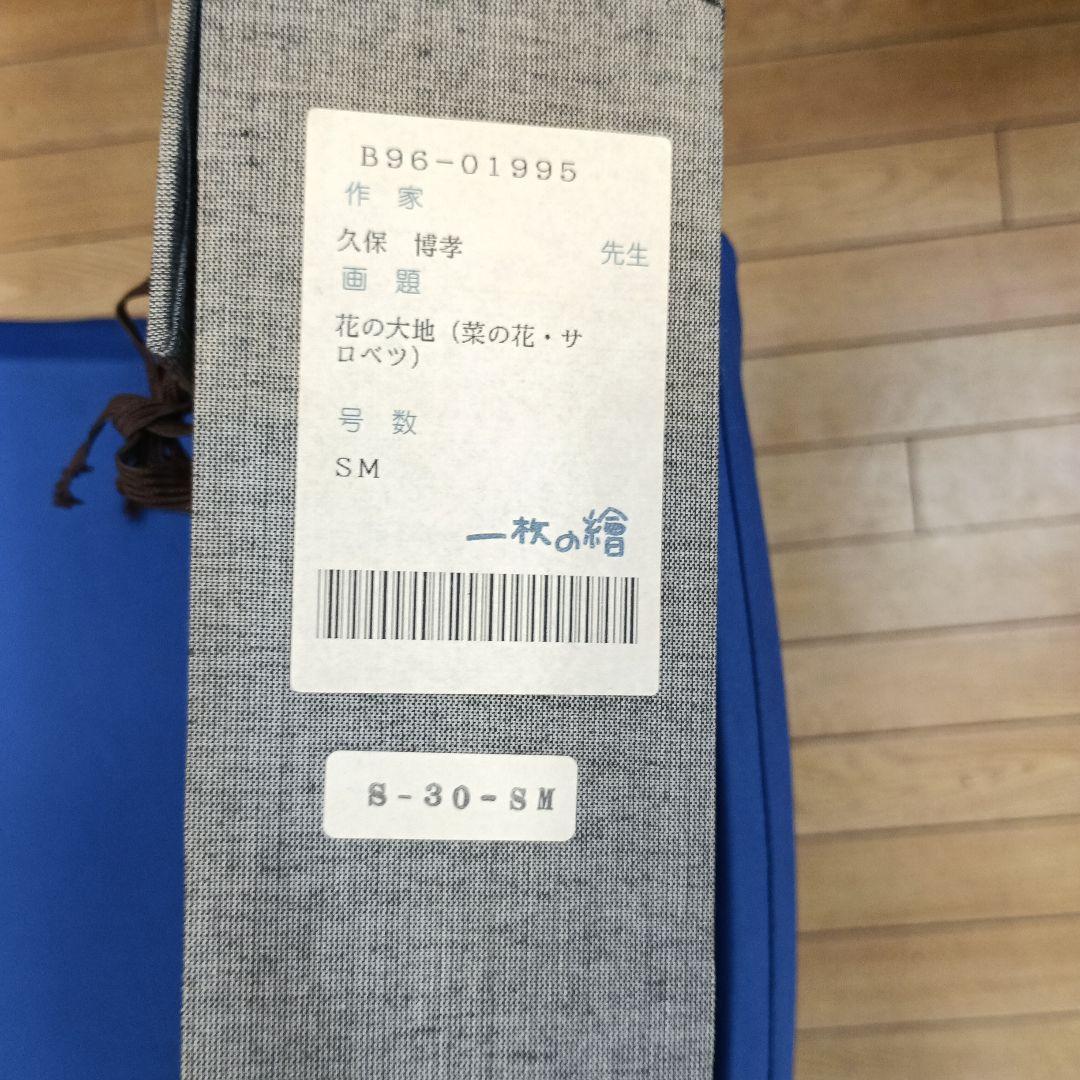 B96-01995
作 家
久保 博孝 先生
画 題
花の大地（菜の花・サ
ロベツ）
号 数
SM
一枚の繪
S-30-SM